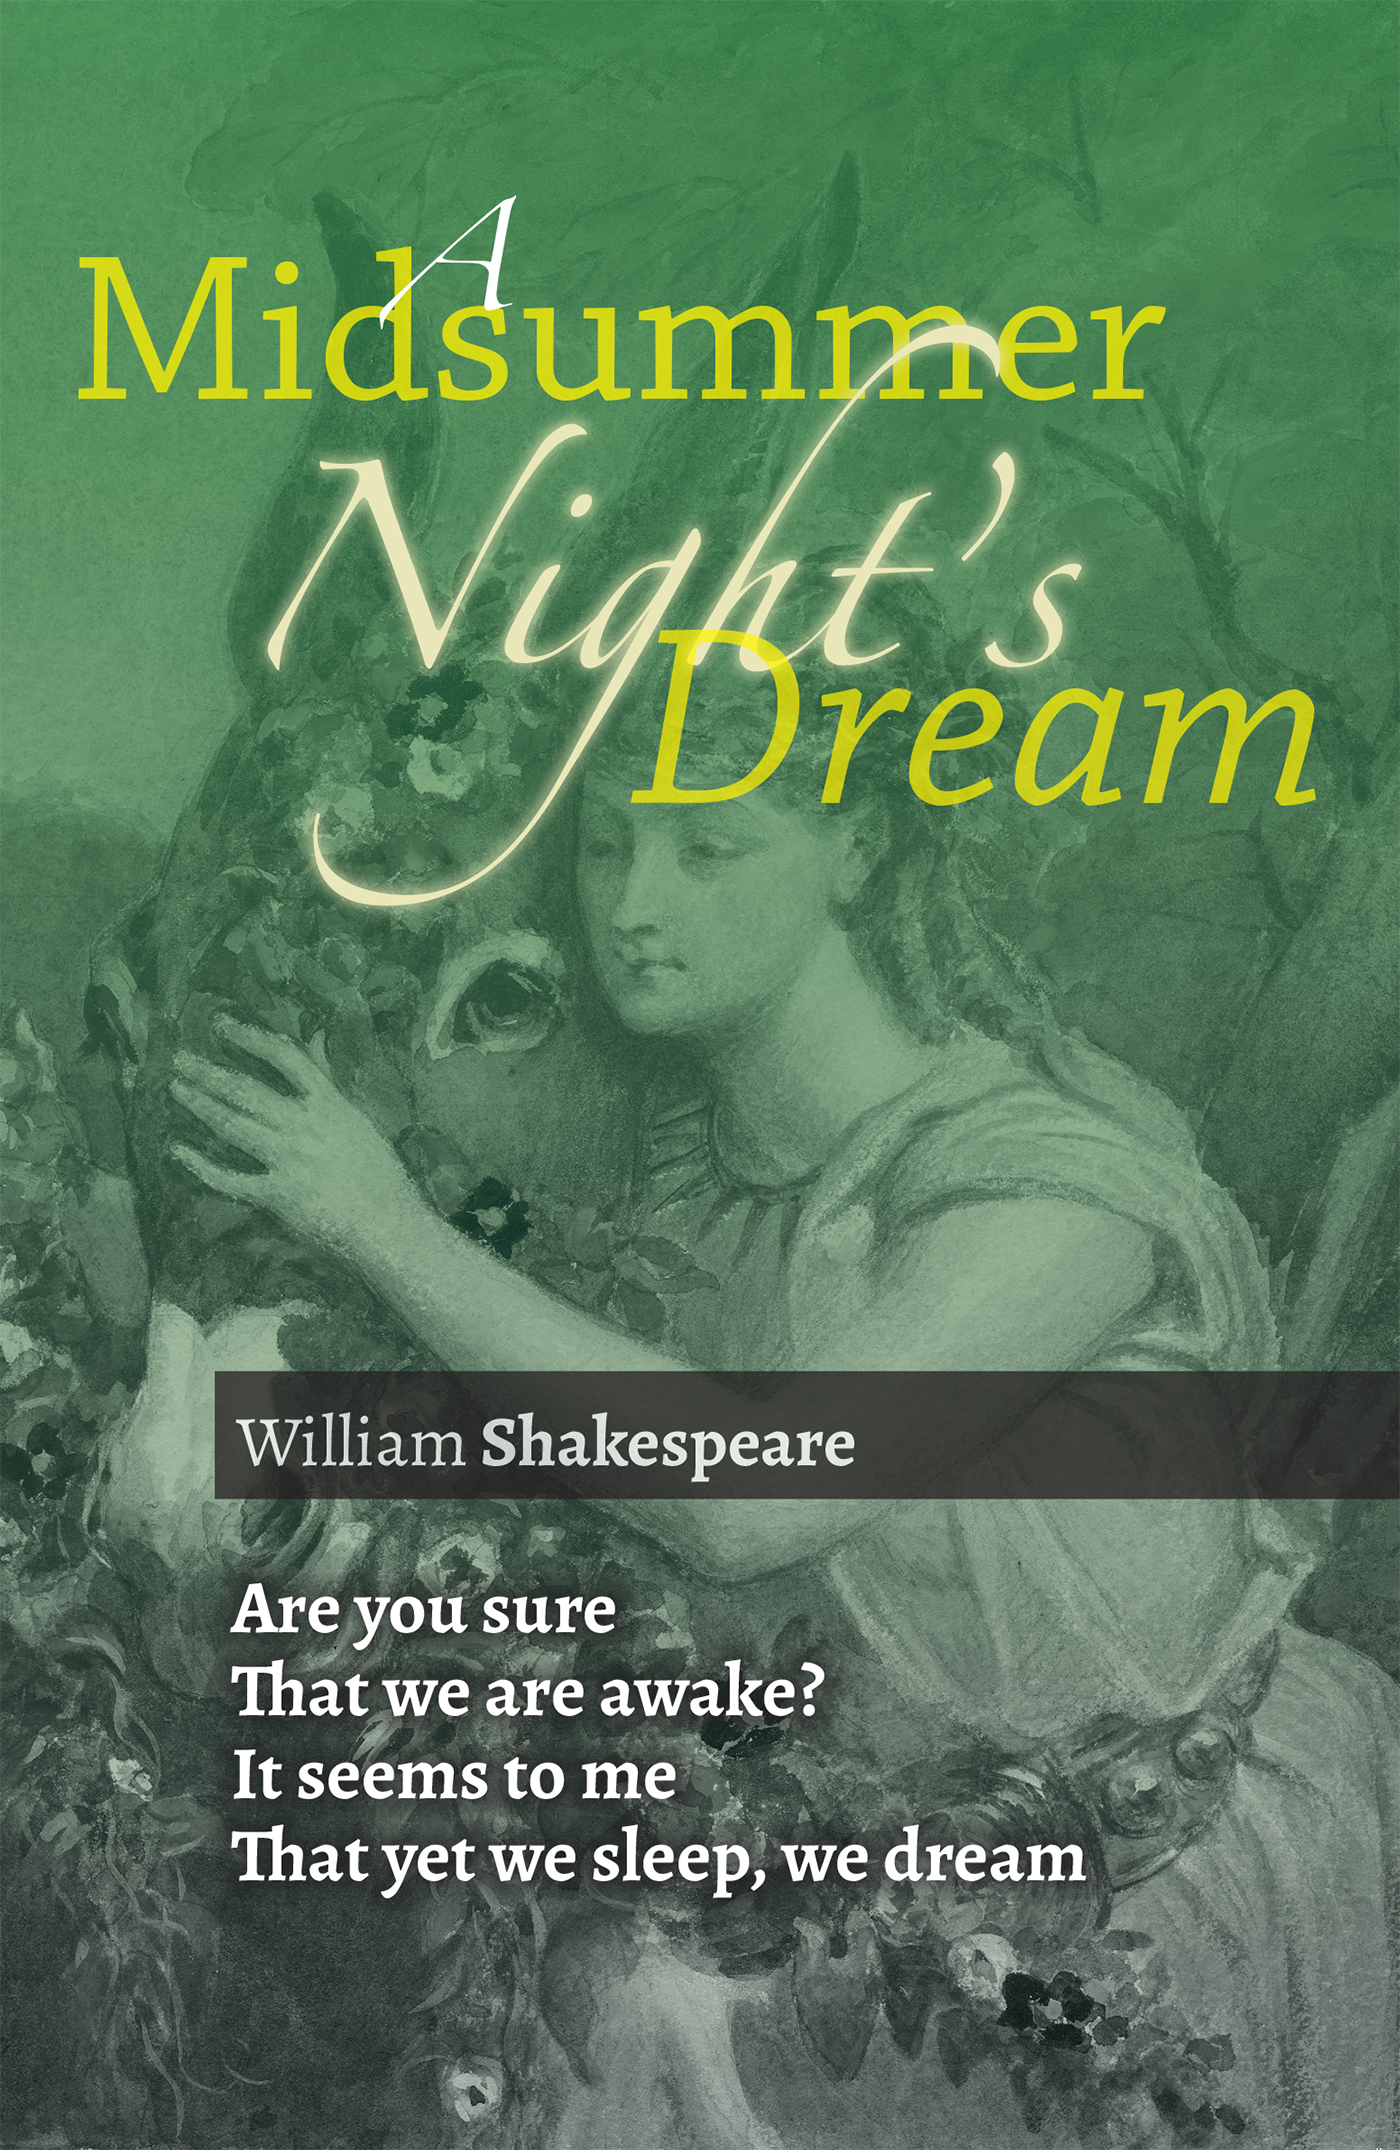 A
Midsummer
Night's
Dream
William Shakespeare
Are you sure
That we are awake?
It seems to me
That yet we sleep, we dream